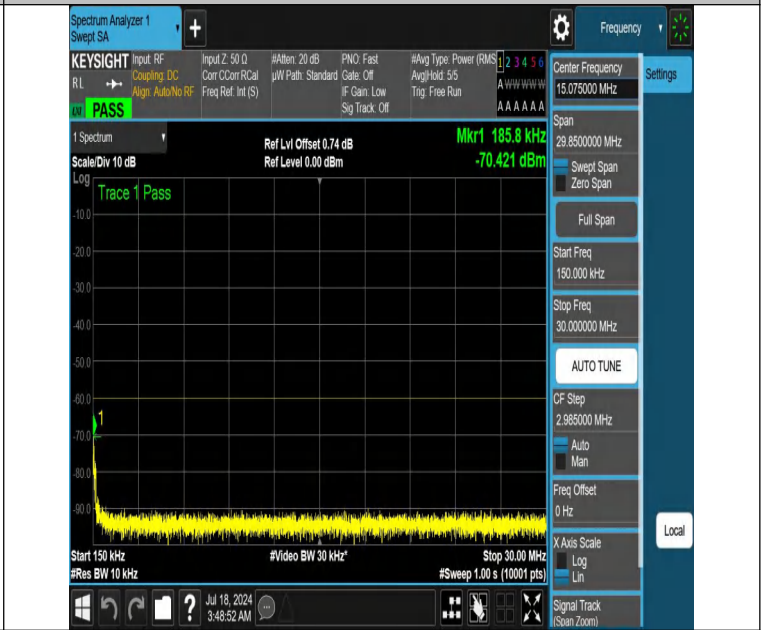 Spectrum Analyzer 1
Swept SA
+
Frequency
KEYSIGHT
RL
PASS
Input: RF
Coupling: DC
Align: Auto/No RF
Input Z: 50 Ω
Corr CCorr RCal
Freq Ref: Int (S)
#Atten: 20 dB
µW Path: Standard
PNO: Fast
Gate: Off
IF Gain: Low
Sig Track: Off
#Avg Type: Power (RMS
Avg|Hold: 5/5
Trig: Free Run
1 2 3 4 5 6
A W W W W W
A A A A A A
1 Spectrum
Scale/Div 10 dB
Ref Lvl Offset 0.74 dB
Ref Level 0.00 dBm
Mkr1 185.8 kHz
-70.421 dBm
Log
Trace 1 Pass
-10.0
-20.0
-30.0
-40.0
-50.0
-60.0
1
-70.0
-80.0
-90.0
Start 150 kHz
#Res BW 10 kHz
#Video BW 30 kHz*
Stop 30.00 MHz
#Sweep 1.00 s (10001 pts)
?
Jul 18, 2024
3:48:52 AM
Center Frequency
15.075000 MHz
Settings
Span
29.8500000 MHz
Swept Span
Zero Span
Full Span
Start Freq
150.000 kHz
Stop Freq
30.000000 MHz
AUTO TUNE
CF Step
2.985000 MHz
Auto
Man
Freq Offset
0 Hz
X Axis Scale
Log
Lin
Local
Signal Track
(Span Zoom)